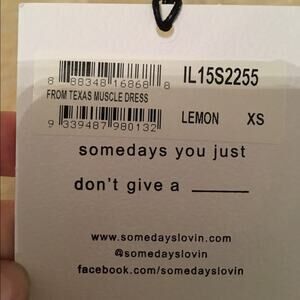 8 88348 16868 8
IL15S2255
FROM TEXAS MUSCLE DRESS
9 339487 980132
LEMON XS
somedays you just
don't give a ______
www.somedayslovin.com
@somedayslovin
facebook.com/somedayslovin